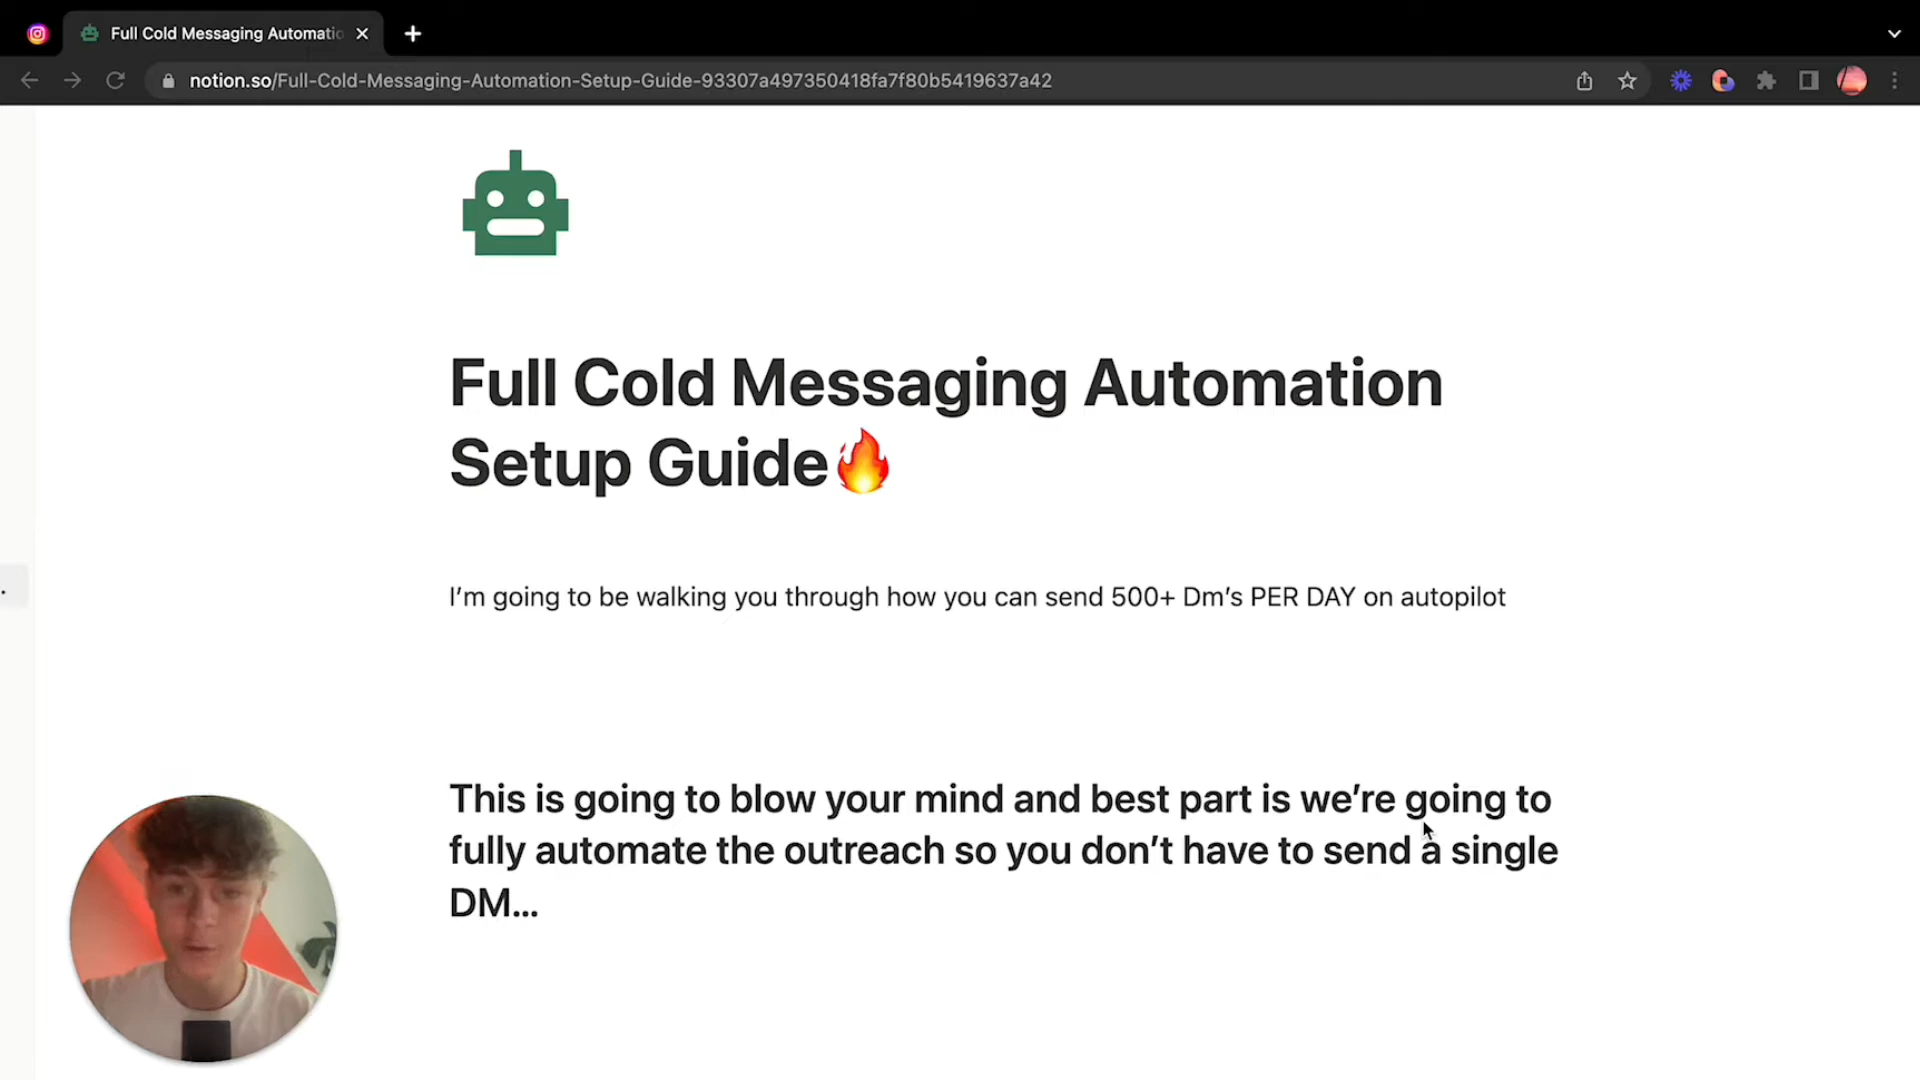 Full Cold Messaging Automatic
notion.so/Full-Cold-Messaging-Automation-Setup-Guide-93307a497350418fa7f80b5419637a42
Full Cold Messaging Automation
Setup Guide🔥
I’m going to be walking you through how you can send 500+ Dm’s PER DAY on autopilot
This is going to blow your mind and best part is we’re going to
fully automate the outreach so you don’t have to send a single
DM...